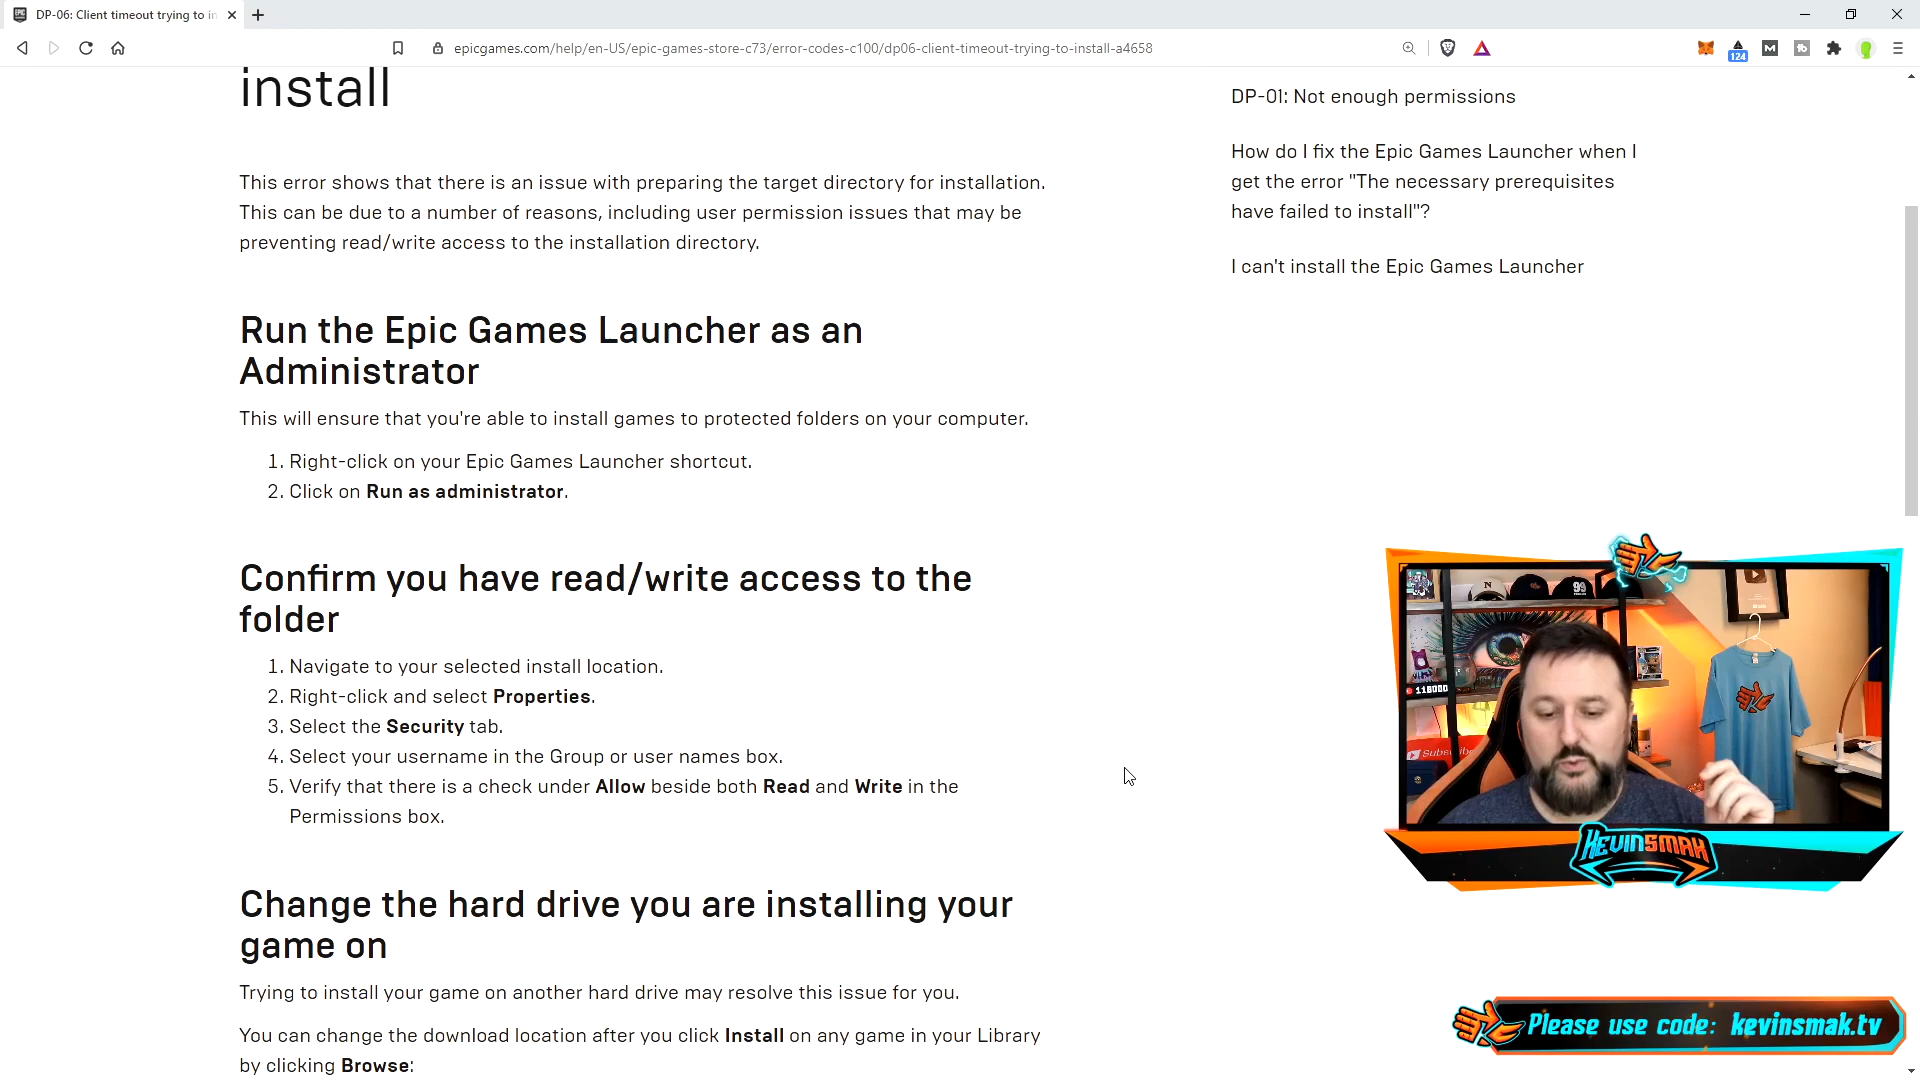 DP-06: Client timeout trying to in
epicgames.com/help/en-US/epic-games-store-c73/error-codes-c100/dp06-client-timeout-trying-to-install-a4658
124
install
This error shows that there is an issue with preparing the target directory for installation.
This can be due to a number of reasons, including user permission issues that may be
preventing read/write access to the installation directory.
Run the Epic Games Launcher as an
Administrator
This will ensure that you're able to install games to protected folders on your computer.
1. Right-click on your Epic Games Launcher shortcut.
2. Click on Run as administrator.
Confirm you have read/write access to the
folder
1. Navigate to your selected install location.
2. Right-click and select Properties.
3. Select the Security tab.
4. Select your username in the Group or user names box.
5. Verify that there is a check under Allow beside both Read and Write in the
Permissions box.
Change the hard drive you are installing your
game on
Trying to install your game on another hard drive may resolve this issue for you.
You can change the download location after you click Install on any game in your Library
by clicking Browse:
DP-01: Not enough permissions
How do I fix the Epic Games Launcher when I
get the error "The necessary prerequisites
have failed to install"?
I can't install the Epic Games Launcher
N
99
Subscribe
KEVINSMAK
Please use code: kevinsmak.tv